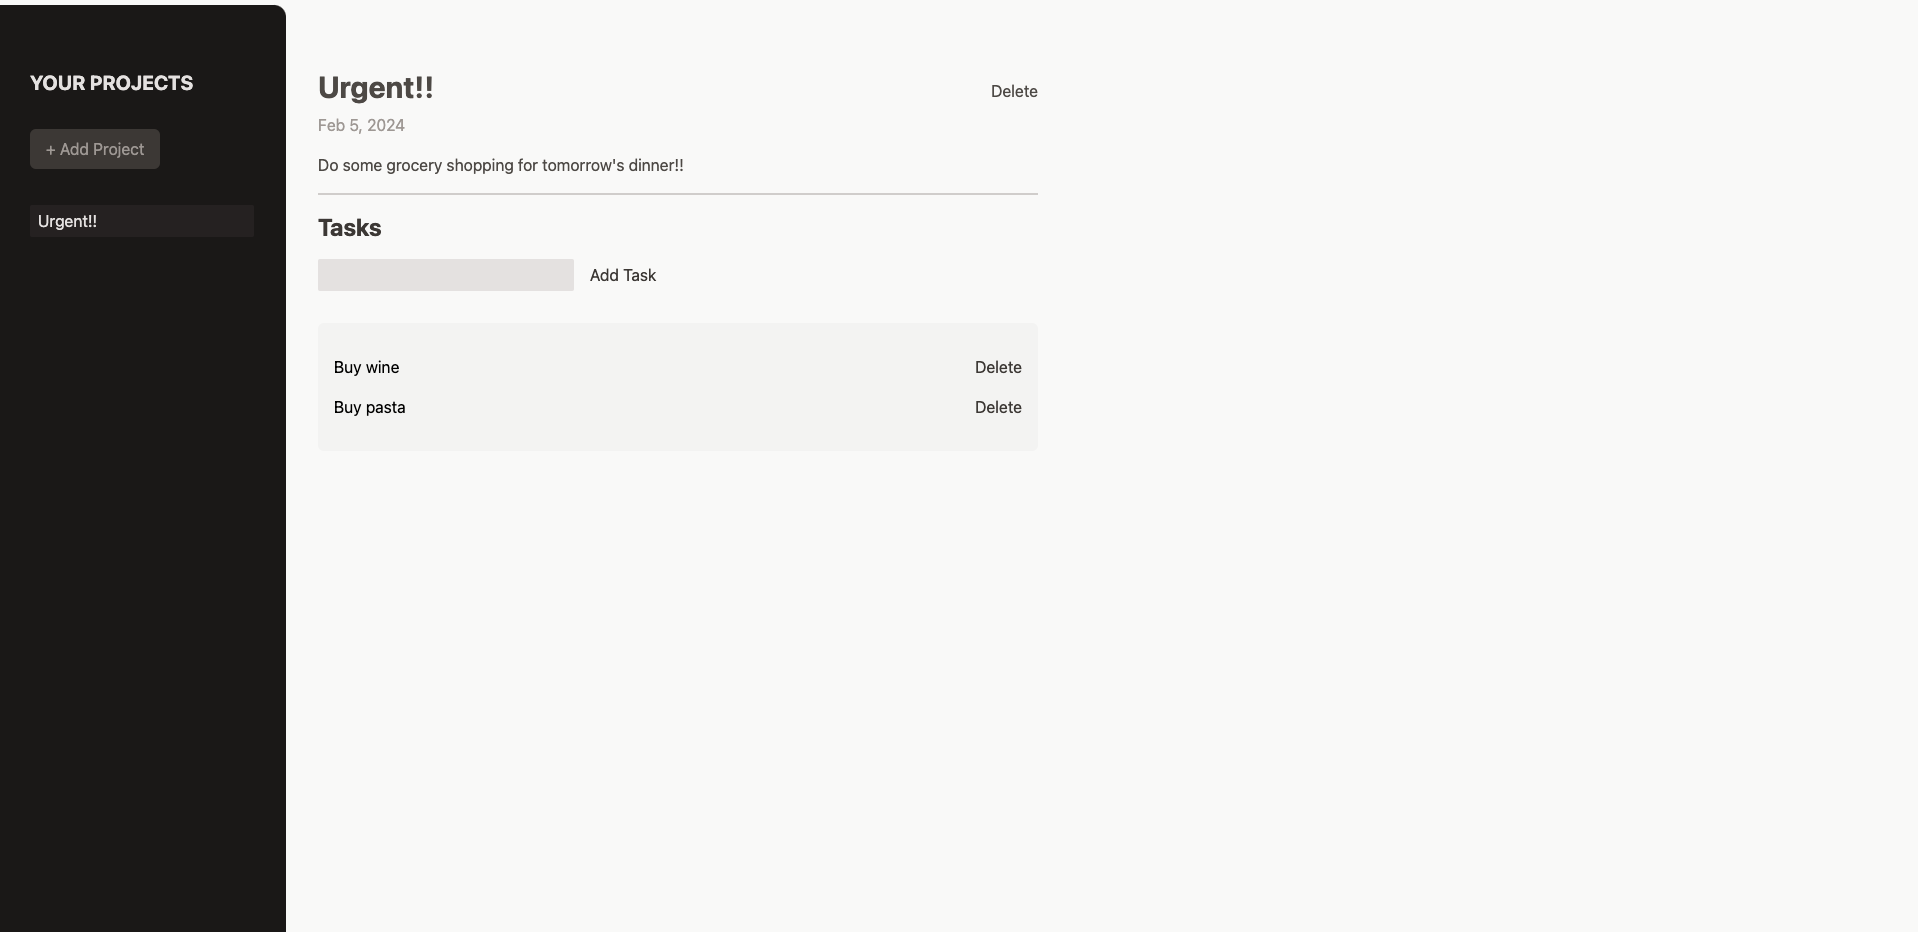 YOUR PROJECTS
+ Add Project
Urgent!!
Urgent!!
Delete
Feb 5, 2024
Do some grocery shopping for tomorrow's dinner!!
Tasks
Add Task
Buy wine
Delete
Buy pasta
Delete